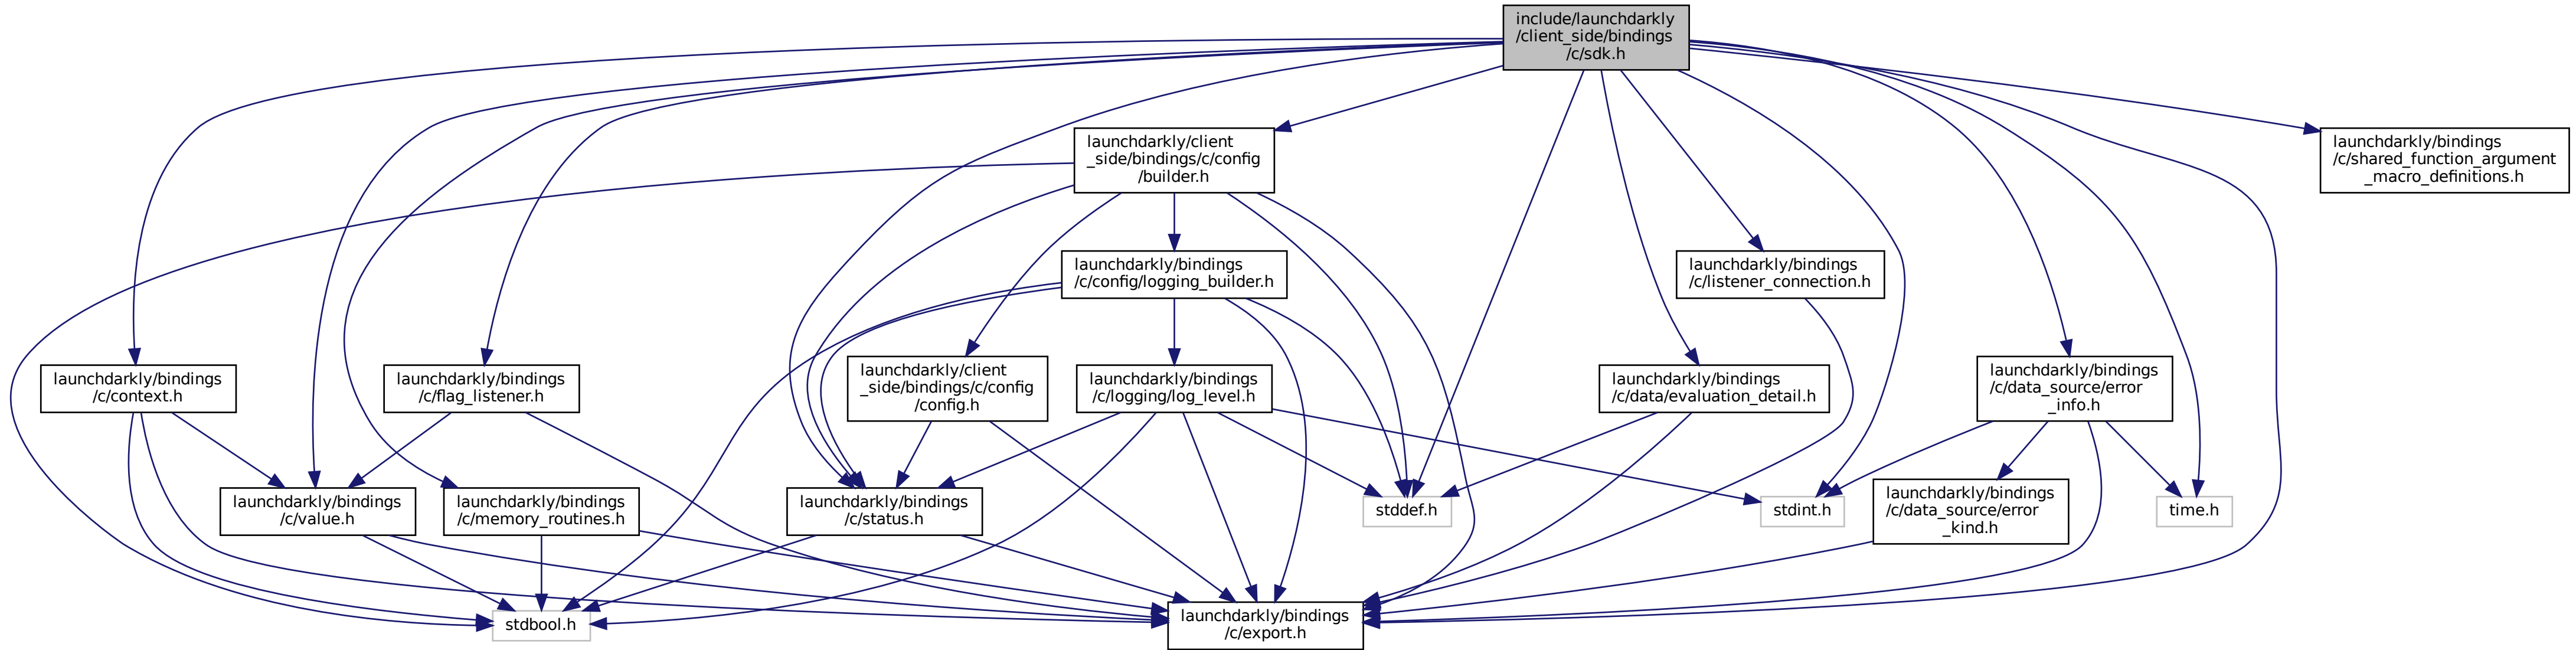 include/launchdarkly
/client_side/bindings
/c/sdk.h
launchdarkly/client
_side/bindings/c/config
/builder.h
launchdarkly/bindings
/c/shared_function_argument
_macro_definitions.h
launchdarkly/bindings
/c/config/logging_builder.h
launchdarkly/bindings
/c/listener_connection.h
launchdarkly/bindings
/c/context.h
launchdarkly/bindings
/c/flag_listener.h
launchdarkly/client
_side/bindings/c/config
/config.h
launchdarkly/bindings
/c/logging/log_level.h
launchdarkly/bindings
/c/data/evaluation_detail.h
launchdarkly/bindings
/c/data_source/error
_info.h
launchdarkly/bindings
/c/value.h
launchdarkly/bindings
/c/memory_routines.h
launchdarkly/bindings
/c/status.h
stddef.h
stdint.h
launchdarkly/bindings
/c/data_source/error
_kind.h
time.h
stdbool.h
launchdarkly/bindings
/c/export.h